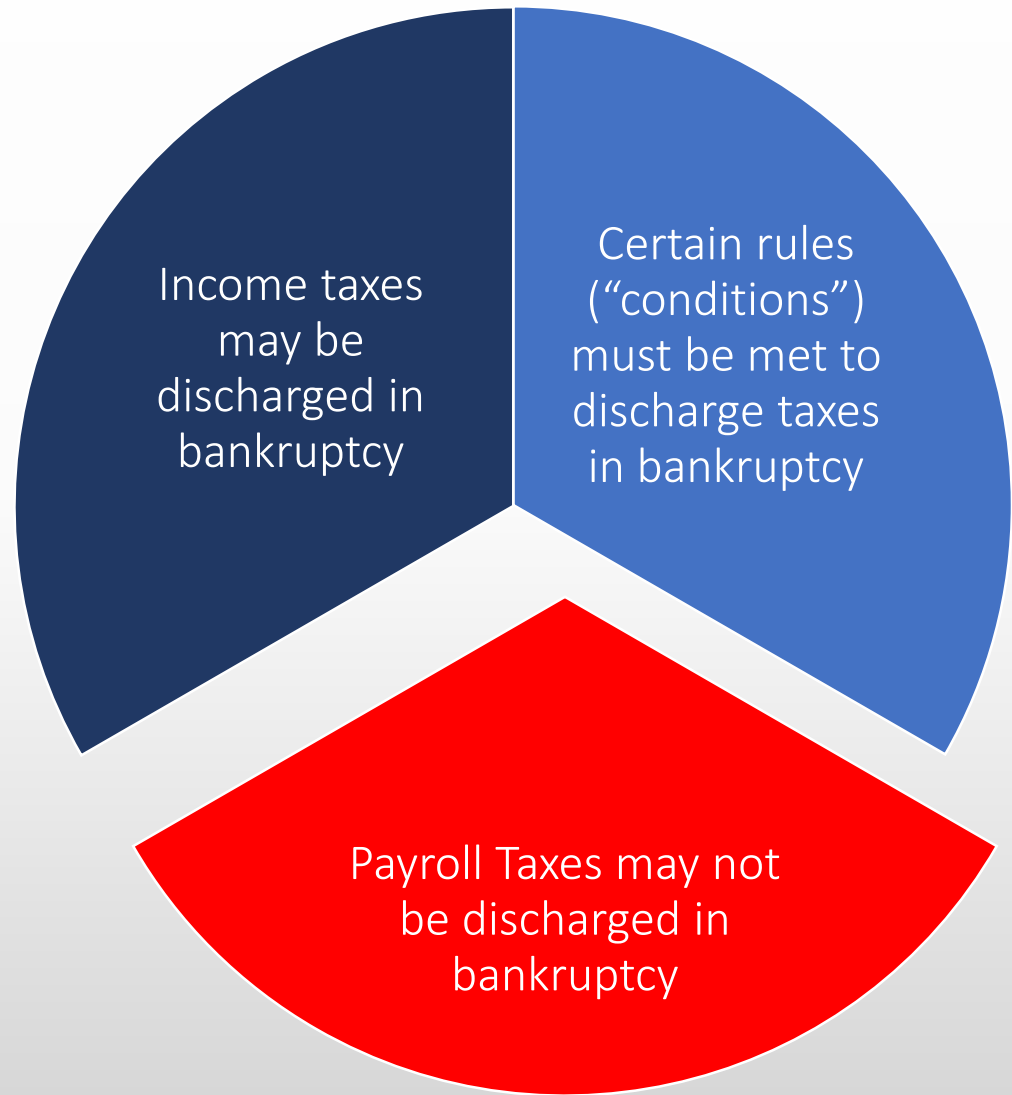 Income taxes
may be
discharged in
bankruptcy
Certain rules
(“conditions”)
must be met to
discharge taxes
in bankruptcy
Payroll Taxes may not
be discharged in
bankruptcy